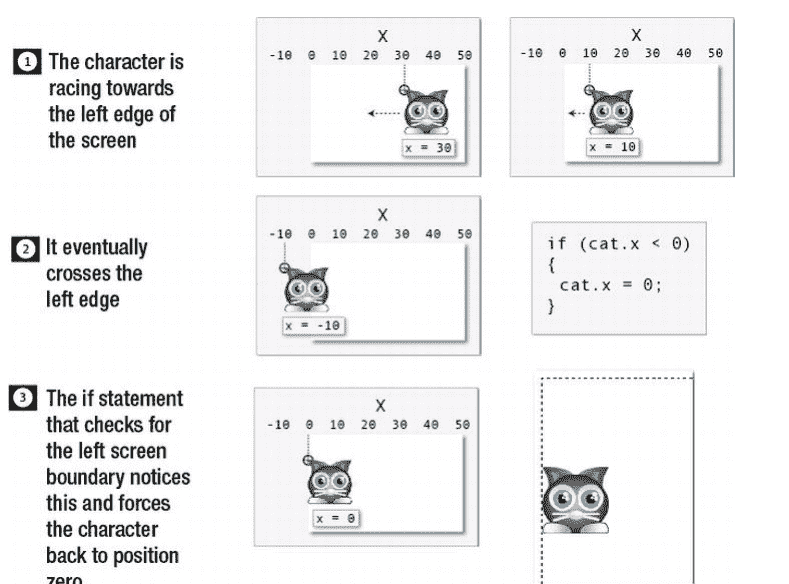 1 The character is
racing towards
the left edge of
the screen
X
-10 0 10 20 30 40 50
x = 30
X
-10 0 10 20 30 40 50
x = 10
2 It eventually
crosses the
left edge
X
-10 0 10 20 30 40 50
x = -10
if (cat.x < 0)
{
cat.x = 0;
}
3 The if statement
that checks for
the left screen
boundary notices
this and forces
the character
back to position
zero
X
-10 0 10 20 30 40 50
x = 0